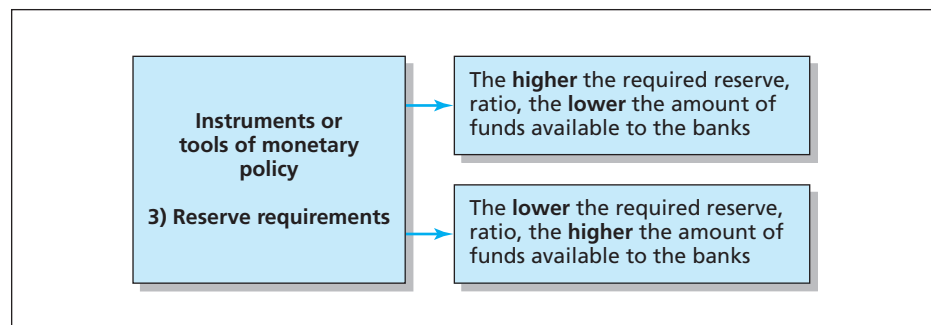 Instruments or
tools of monetary
policy
3) Reserve requirements
The higher the required reserve,
ratio, the lower the amount of
funds available to the banks
The lower the required reserve,
ratio, the higher the amount of
funds available to the banks